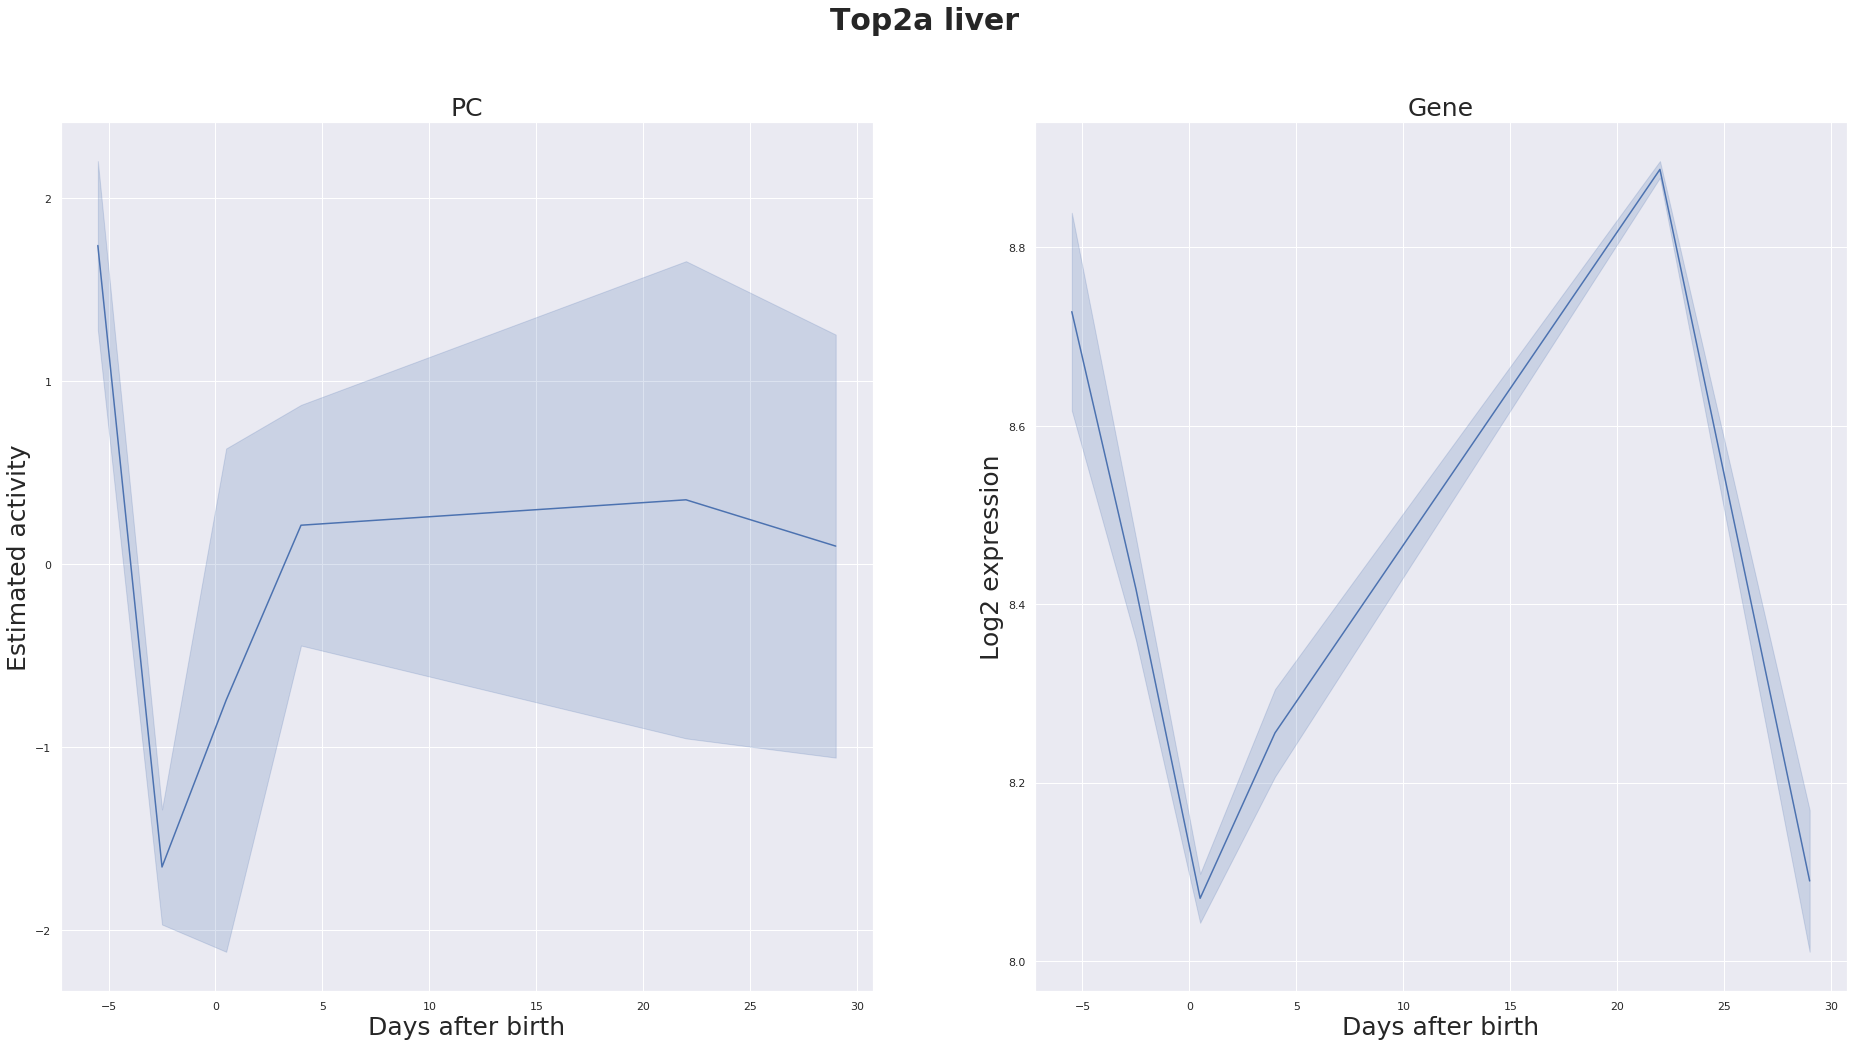 Top2a liver
PC
Estimated activity
2
1
0
−1
−2
−5 0 5 10 15 20 25 30
Days after birth
Gene
Log2 expression
8.8
8.6
8.4
8.2
8.0
−5 0 5 10 15 20 25 30
Days after birth